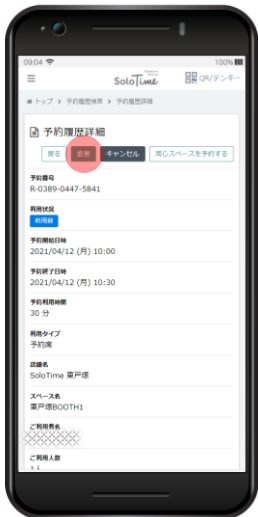 09:04
100%
SoloTime
QR/テンキー
トップ > 予約履歴検索 > 予約履歴詳細
予約履歴詳細
戻る
変更
キャンセル
同じスペースを予約する
予約番号
R-0389-0447-5841
利用状況
利用前
予約開始日時
2021/04/12 (月) 10:00
予約終了日時
2021/04/12 (月) 10:30
予約利用時間
30 分
利用タイプ
予約席
店舗名
SoloTime 東戸塚
スペース名
東戸塚BOOTH1
ご利用者名
ご利用人数